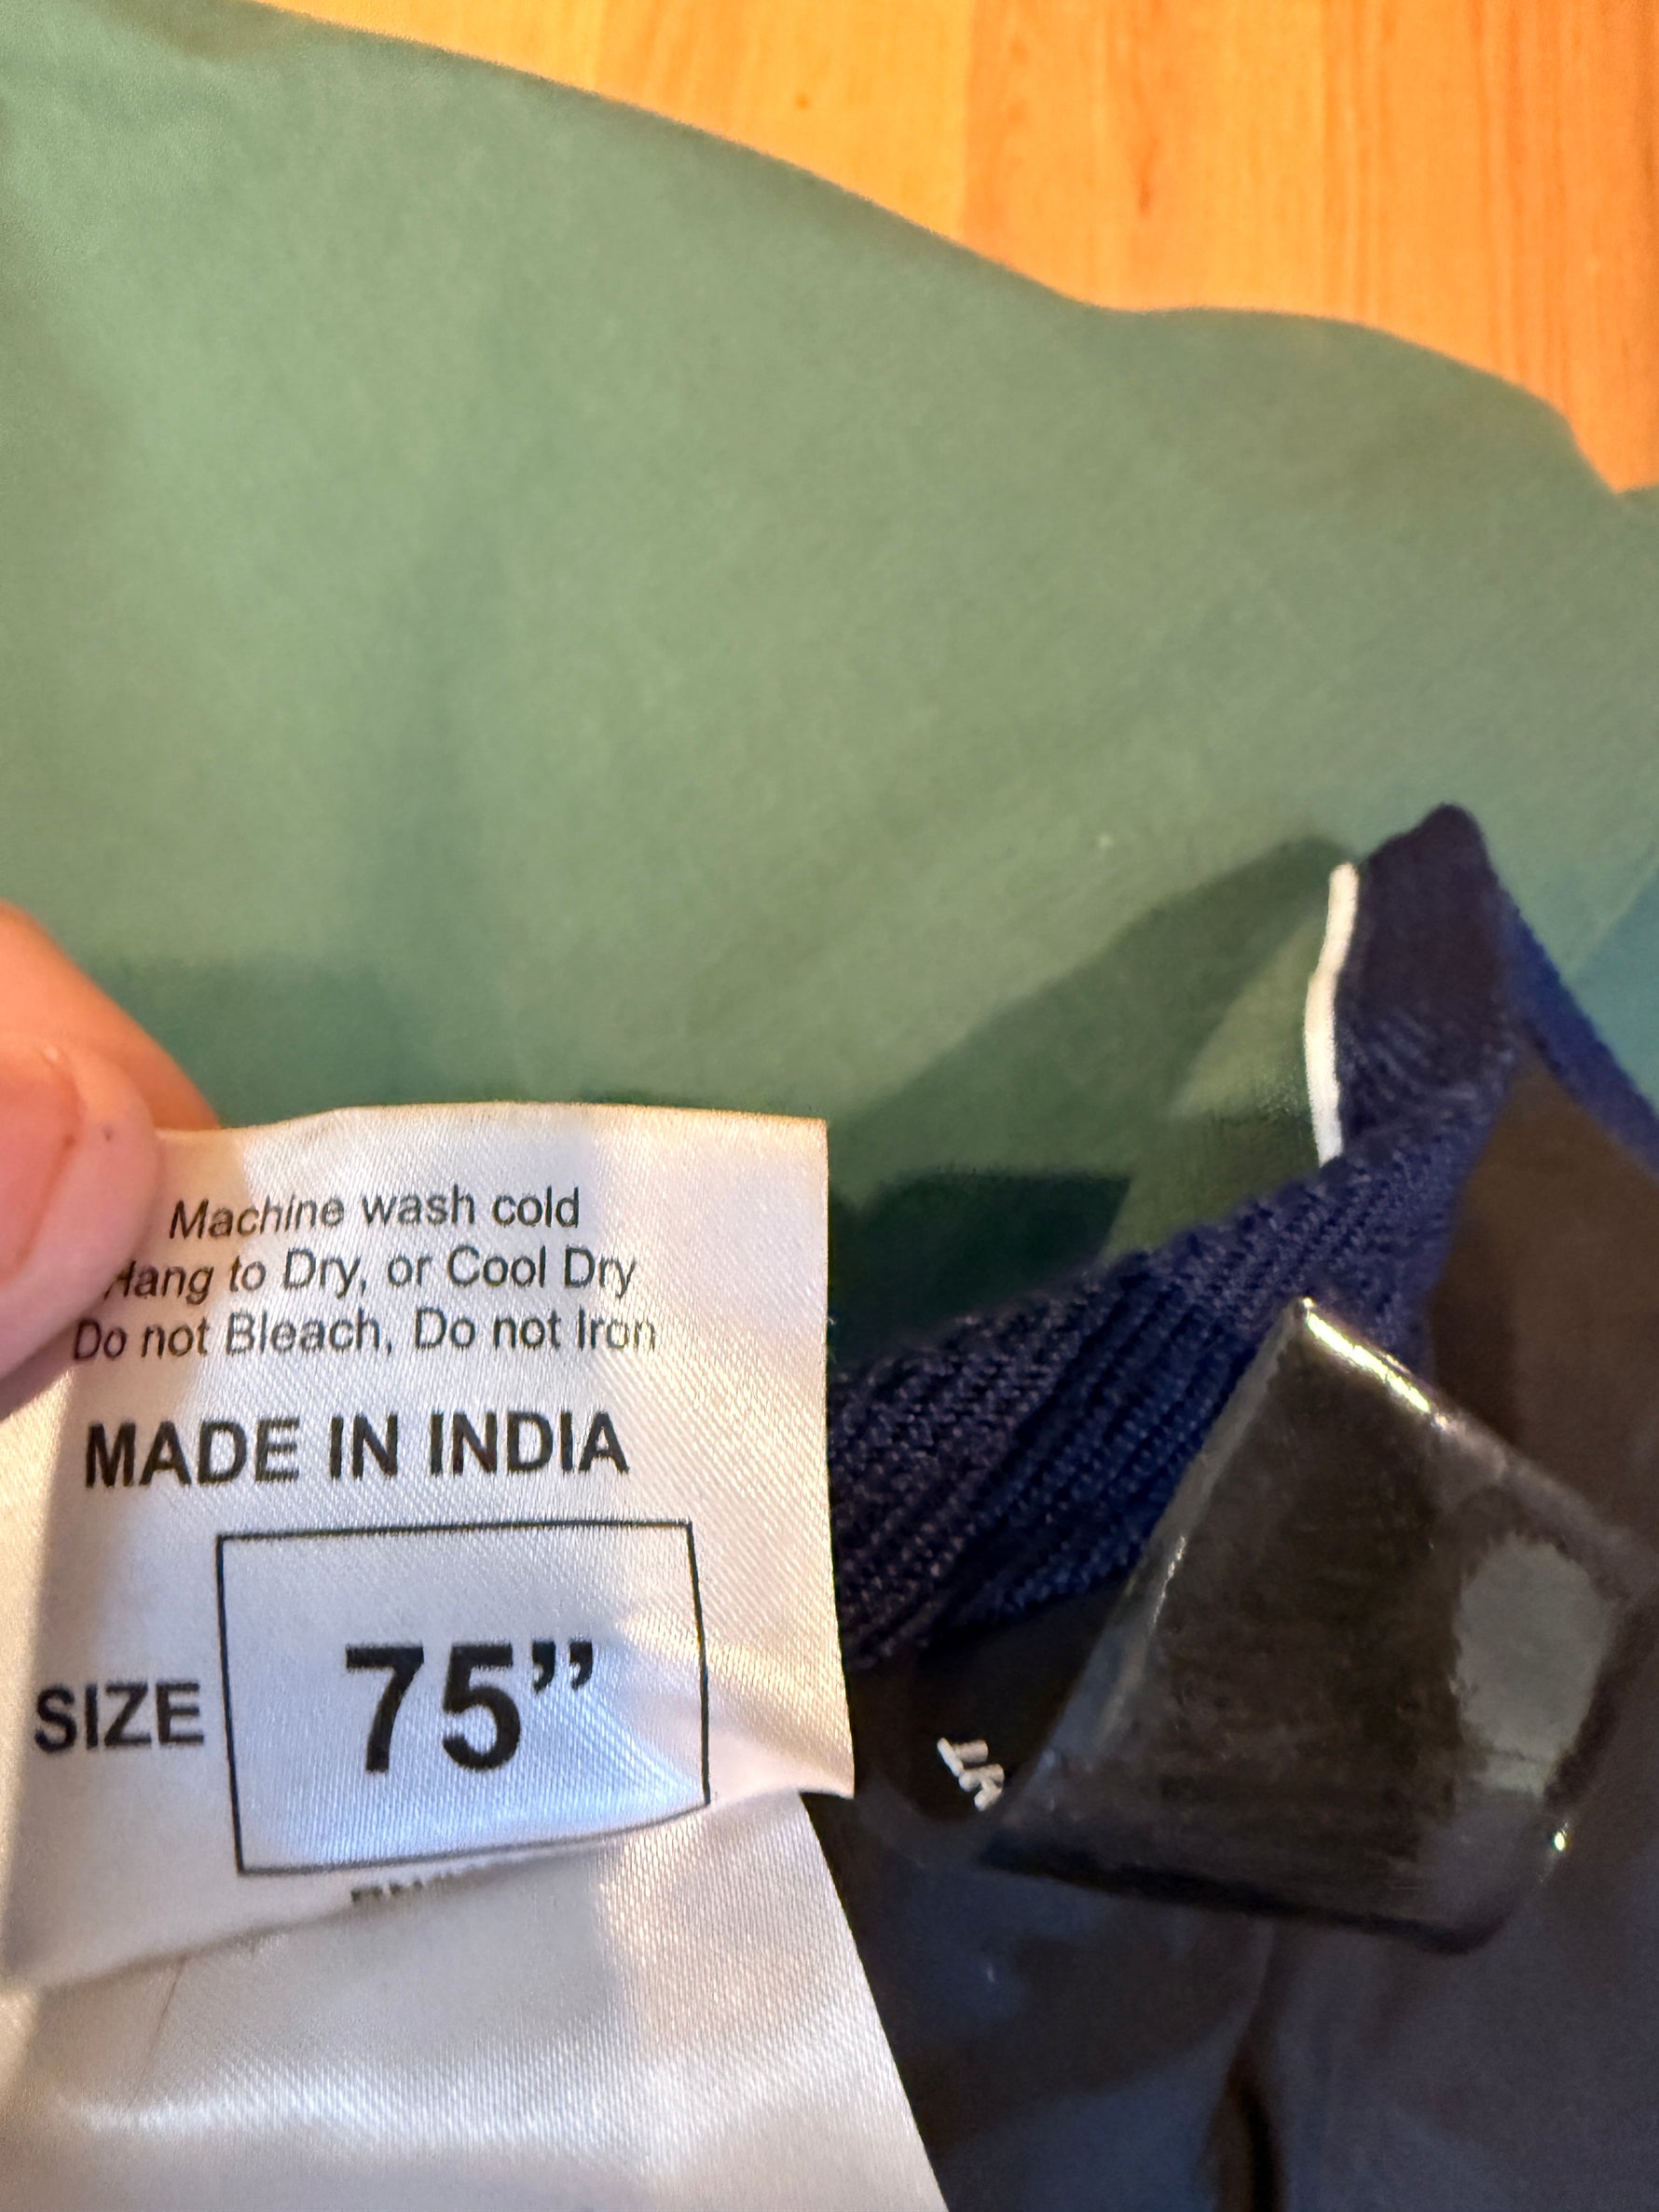 Machine wash cold
Hang to Dry, or Cool Dry
Do not Bleach, Do not Iron
MADE IN INDIA
SIZE 75”